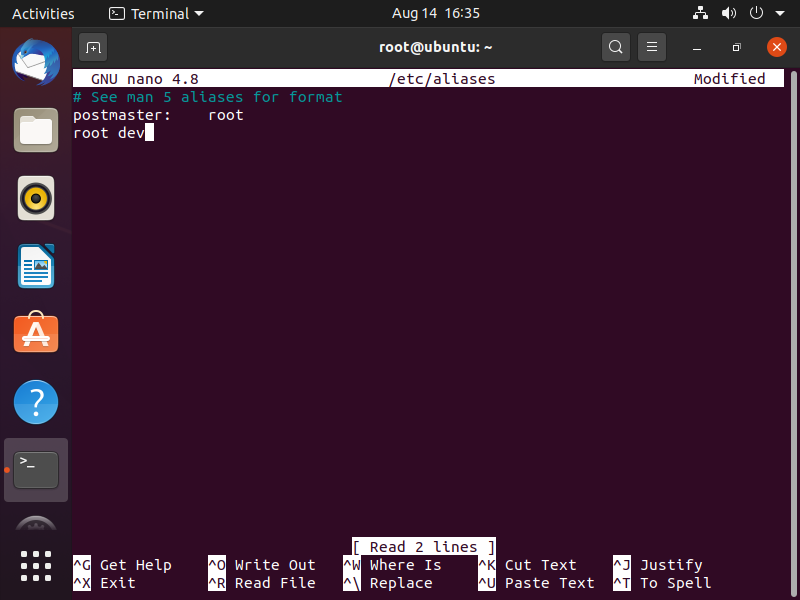 Activities Terminal Aug 14 16:35
root@ubuntu: ~
GNU nano 4.8 /etc/aliases Modified
# See man 5 aliases for format
postmaster: root
root dev
[ Read 2 lines ]
^G Get Help ^O Write Out ^W Where Is ^K Cut Text ^J Justify
^X Exit ^R Read File ^\ Replace ^U Paste Text ^T To Spell